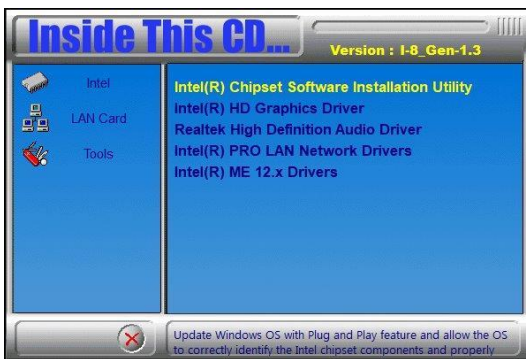 Inside This CD...
Version : I-8_Gen-1.3
Intel
LAN Card
Tools
Intel(R) Chipset Software Installation Utility
Intel(R) HD Graphics Driver
Realtek High Definition Audio Driver
Intel(R) PRO LAN Network Drivers
Intel(R) ME 12.x Drivers
Update Windows OS with Plug and Play feature and allow the OS
to correctly identify the Intel chipset components and properly